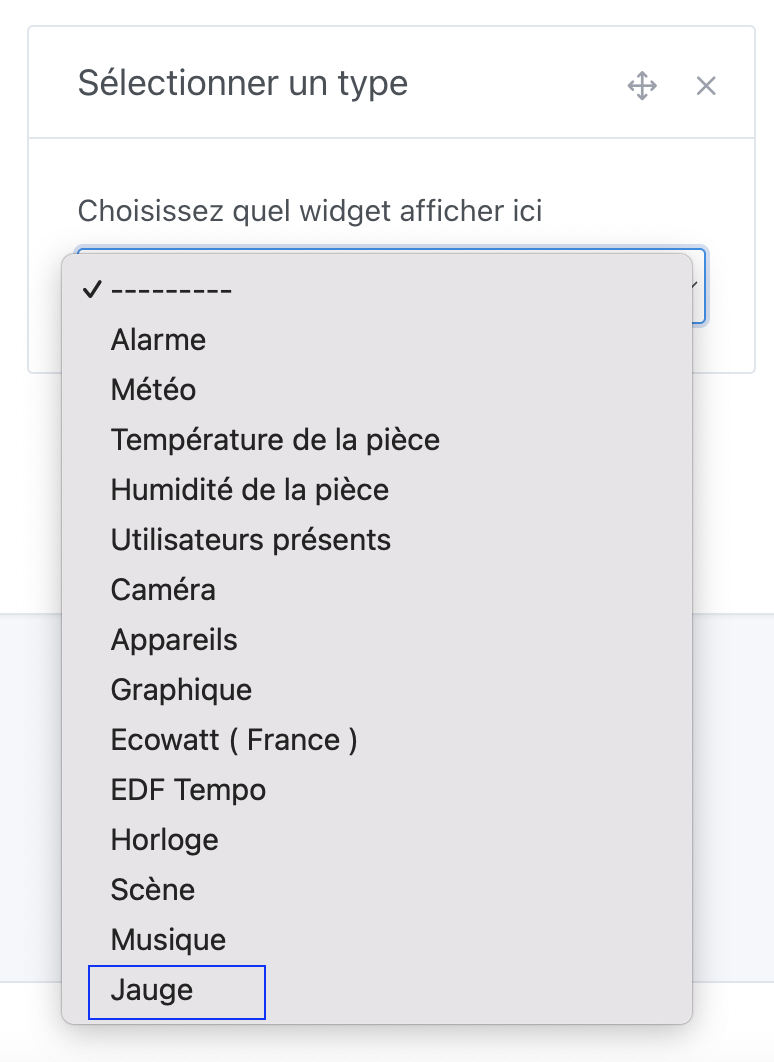 Sélectionner un type
Choisissez quel widget afficher ici
---------
Alarme
Météo
Température de la pièce
Humidité de la pièce
Utilisateurs présents
Caméra
Appareils
Graphique
Ecowatt ( France )
EDF Tempo
Horloge
Scène
Musique
Jauge